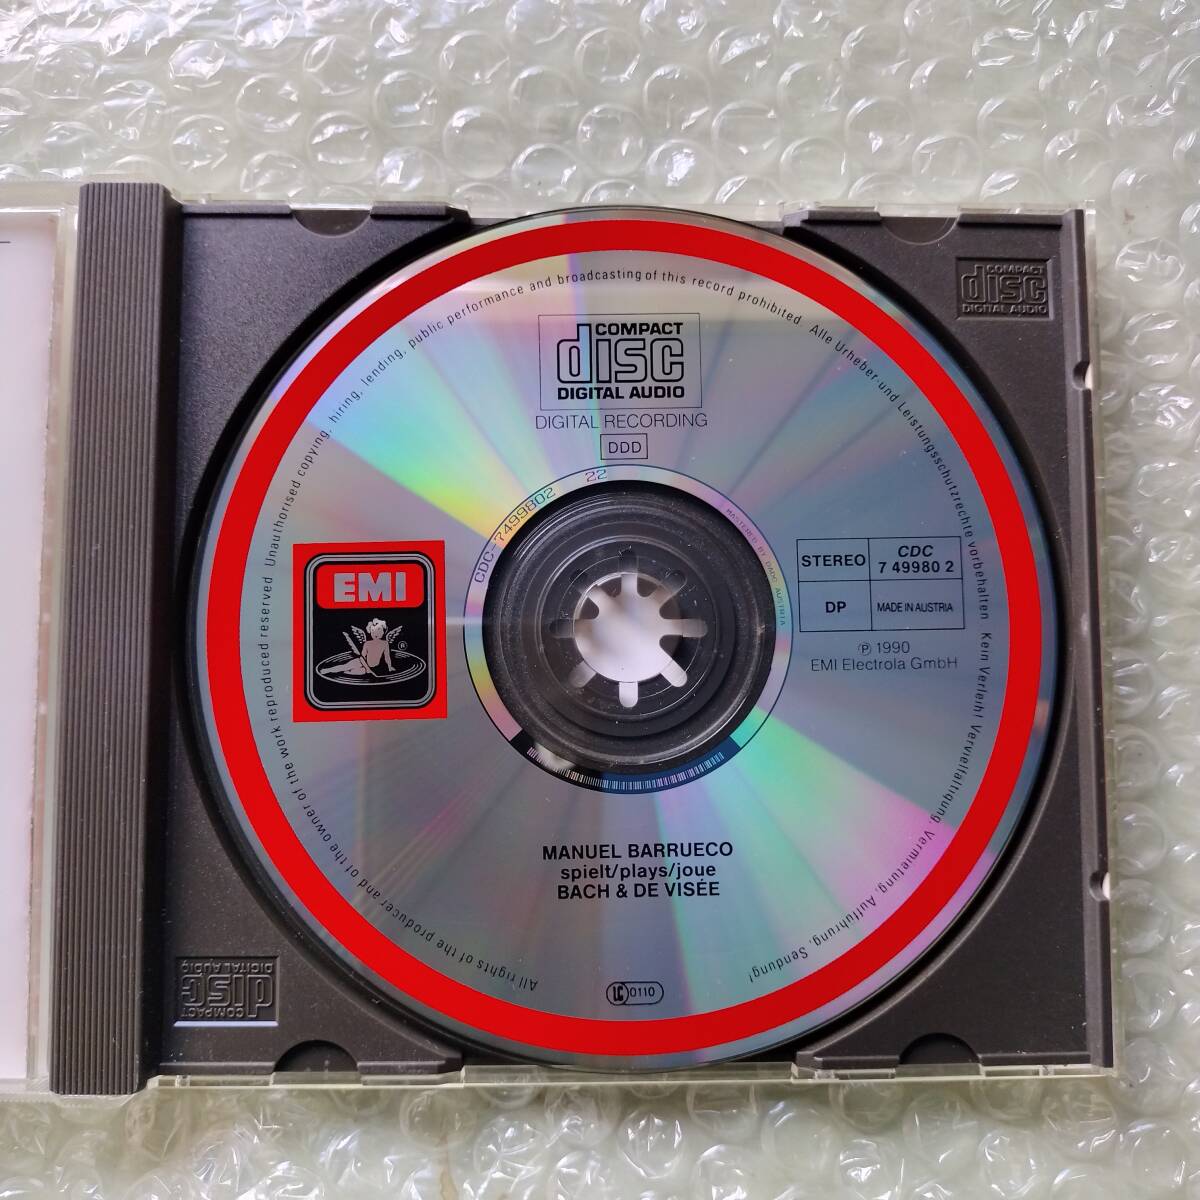 All rights of the producer and of the owner of the work reproduced reserved Unauthorised copying, hiring, lending, public performance and broadcasting of this record prohibited. Alle Urheber-und Leistungsschutzrechte vorbehalten Kein Verleih! Vervielfältigung, Vermietung, Aufführung, Sendung!
COMPACT
disc
DIGITAL AUDIO
DIGITAL RECORDING
DDD
CDC-7499802 22
MASTERED BY DADC AUSTRIA
EMI
®
STEREO
CDC
7 49980 2
DP
MADE IN AUSTRIA
℗ 1990
EMI Electrola GmbH
MANUEL BARRUECO
spielt/plays/joue
BACH & DE VISÉE
LC 0110
COMPACT
disc
DIGITAL AUDIO
COMPACT
disc
DIGITAL AUDIO